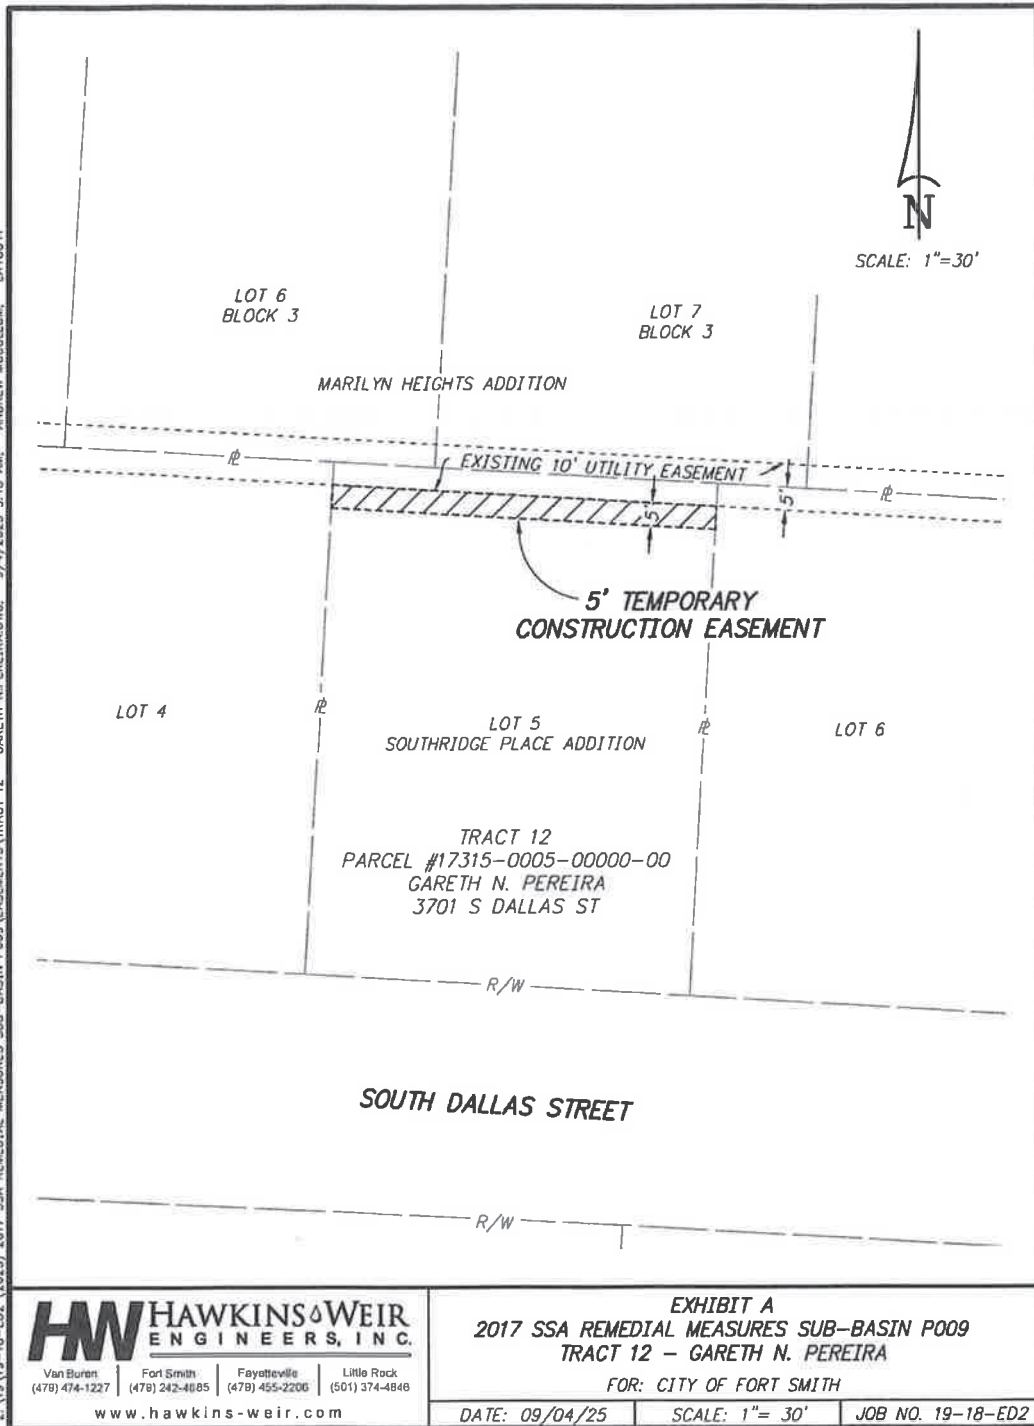 N
SCALE: 1"=30'
LOT 6
BLOCK 3
LOT 7
BLOCK 3
MARILYN HEIGHTS ADDITION
PL
EXISTING 10' UTILITY EASEMENT
PL
5'
5'
5' TEMPORARY
CONSTRUCTION EASEMENT
LOT 4
PL
LOT 5
SOUTHRIDGE PLACE ADDITION
PL
LOT 6
TRACT 12
PARCEL #17315-0005-00000-00
GARETH N. PEREIRA
3701 S DALLAS ST
R/W
SOUTH DALLAS STREET
R/W
HW HAWKINS WEIR
ENGINEERS, INC.
Van Buren
(479) 474-1227
Fort Smith
(479) 242-4685
Fayetteville
(479) 455-2206
Little Rock
(501) 374-4846
www.hawkins-weir.com
EXHIBIT A
2017 SSA REMEDIAL MEASURES SUB-BASIN P009
TRACT 12 - GARETH N. PEREIRA
FOR: CITY OF FORT SMITH
DATE: 09/04/25
SCALE: 1"= 30'
JOB NO. 19-18-ED2